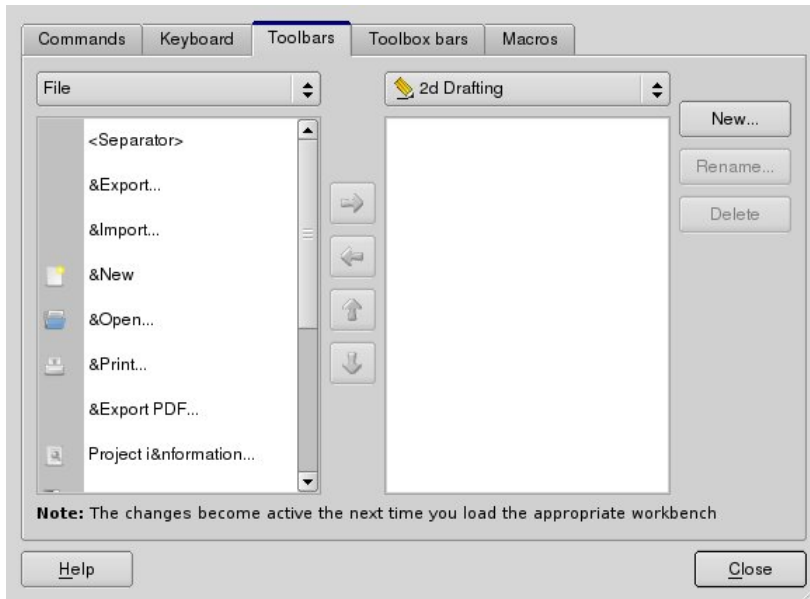 Commands Keyboard Toolbars Toolbox bars Macros
File
2d Drafting
New...
Rename...
Delete
<Separator>
&Export...
&Import...
&New
&Open...
&Print...
&Export PDF...
Project i&nformation...
Note: The changes become active the next time you load the appropriate workbench
Help
Close